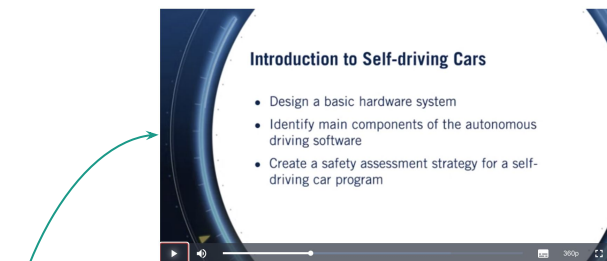 Introduction to Self-driving Cars
• Design a basic hardware system
• Identify main components of the autonomous
driving software
• Create a safety assessment strategy for a self-
driving car program
360p